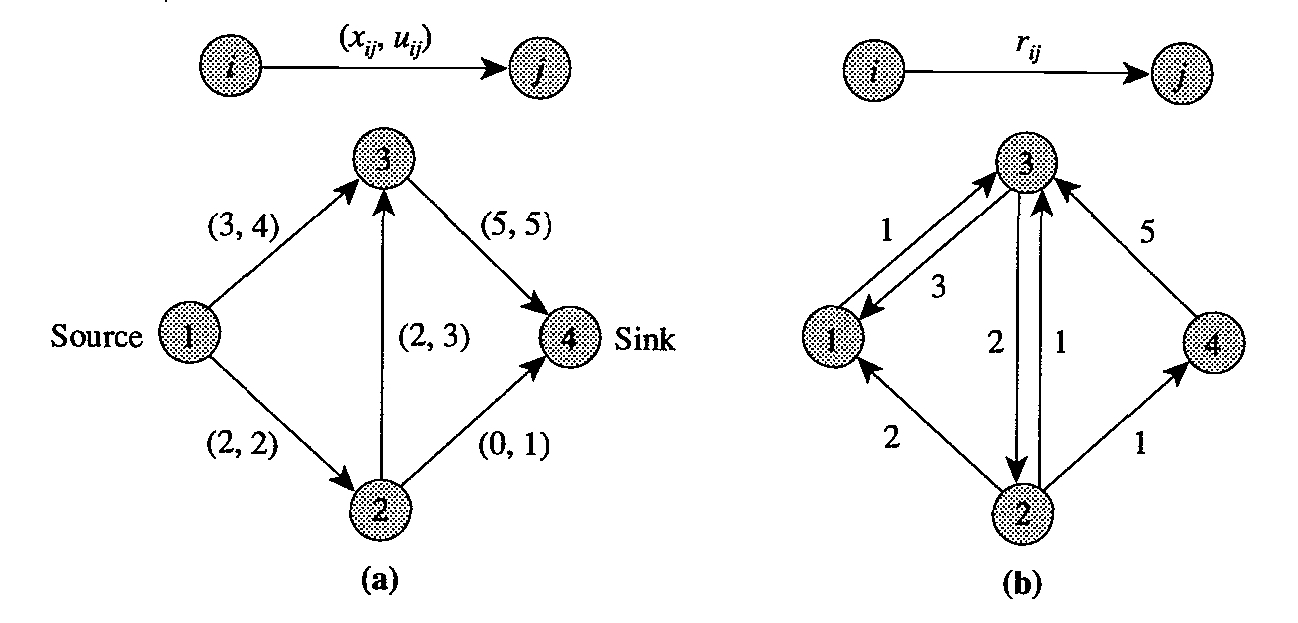 (x_ij, u_ij)
i j
r_ij
i j
3
(3, 4) (5, 5)
Source 1 (2, 3) 4 Sink
(2, 2) (0, 1)
2
(a)
3
1 5
3
1 2 1 4
2 1
2
(b)